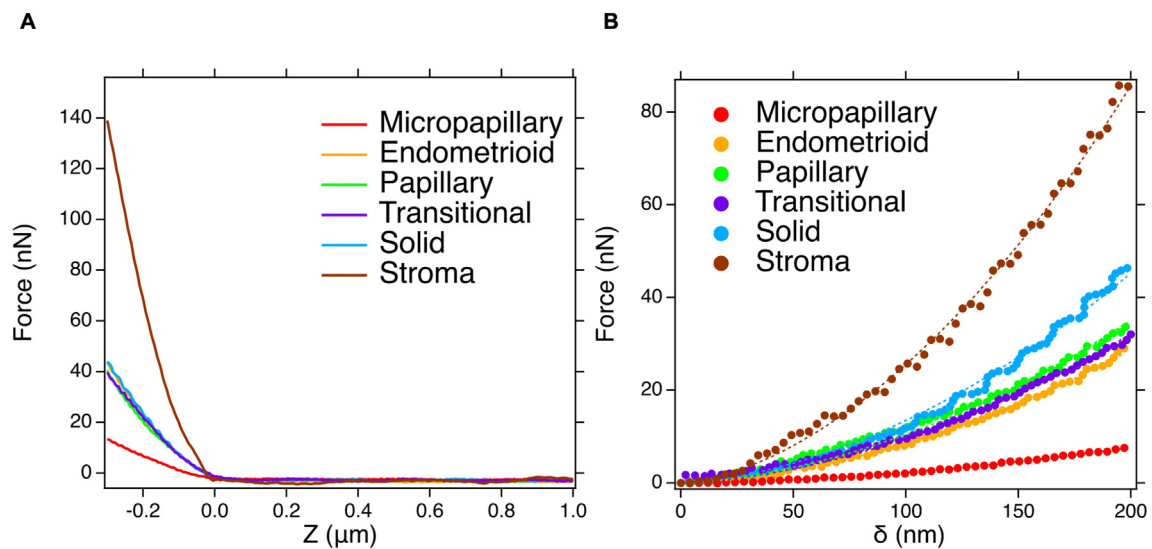 A
B
Force (nN)
140
120
100
80
60
40
20
0
-0.2
0.0
0.2
0.4
0.6
0.8
1.0
Z (µm)
Micropapillary
Endometrioid
Papillary
Transitional
Solid
Stroma
Force (nN)
80
60
40
20
0
0
50
100
150
200
δ (nm)
Micropapillary
Endometrioid
Papillary
Transitional
Solid
Stroma